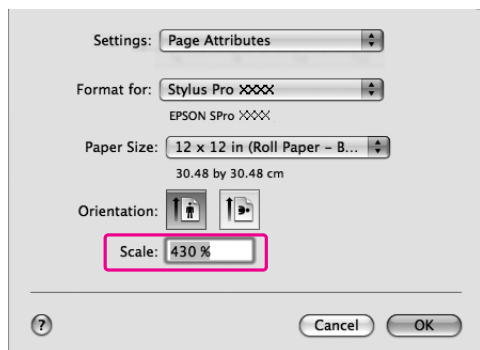 Settings: Page Attributes
Format for: Stylus Pro XXXX
EPSON SPro XXXX
Paper Size: 12 x 12 in (Roll Paper – B...
30.48 by 30.48 cm
Orientation:
Scale: 430 %
? Cancel OK